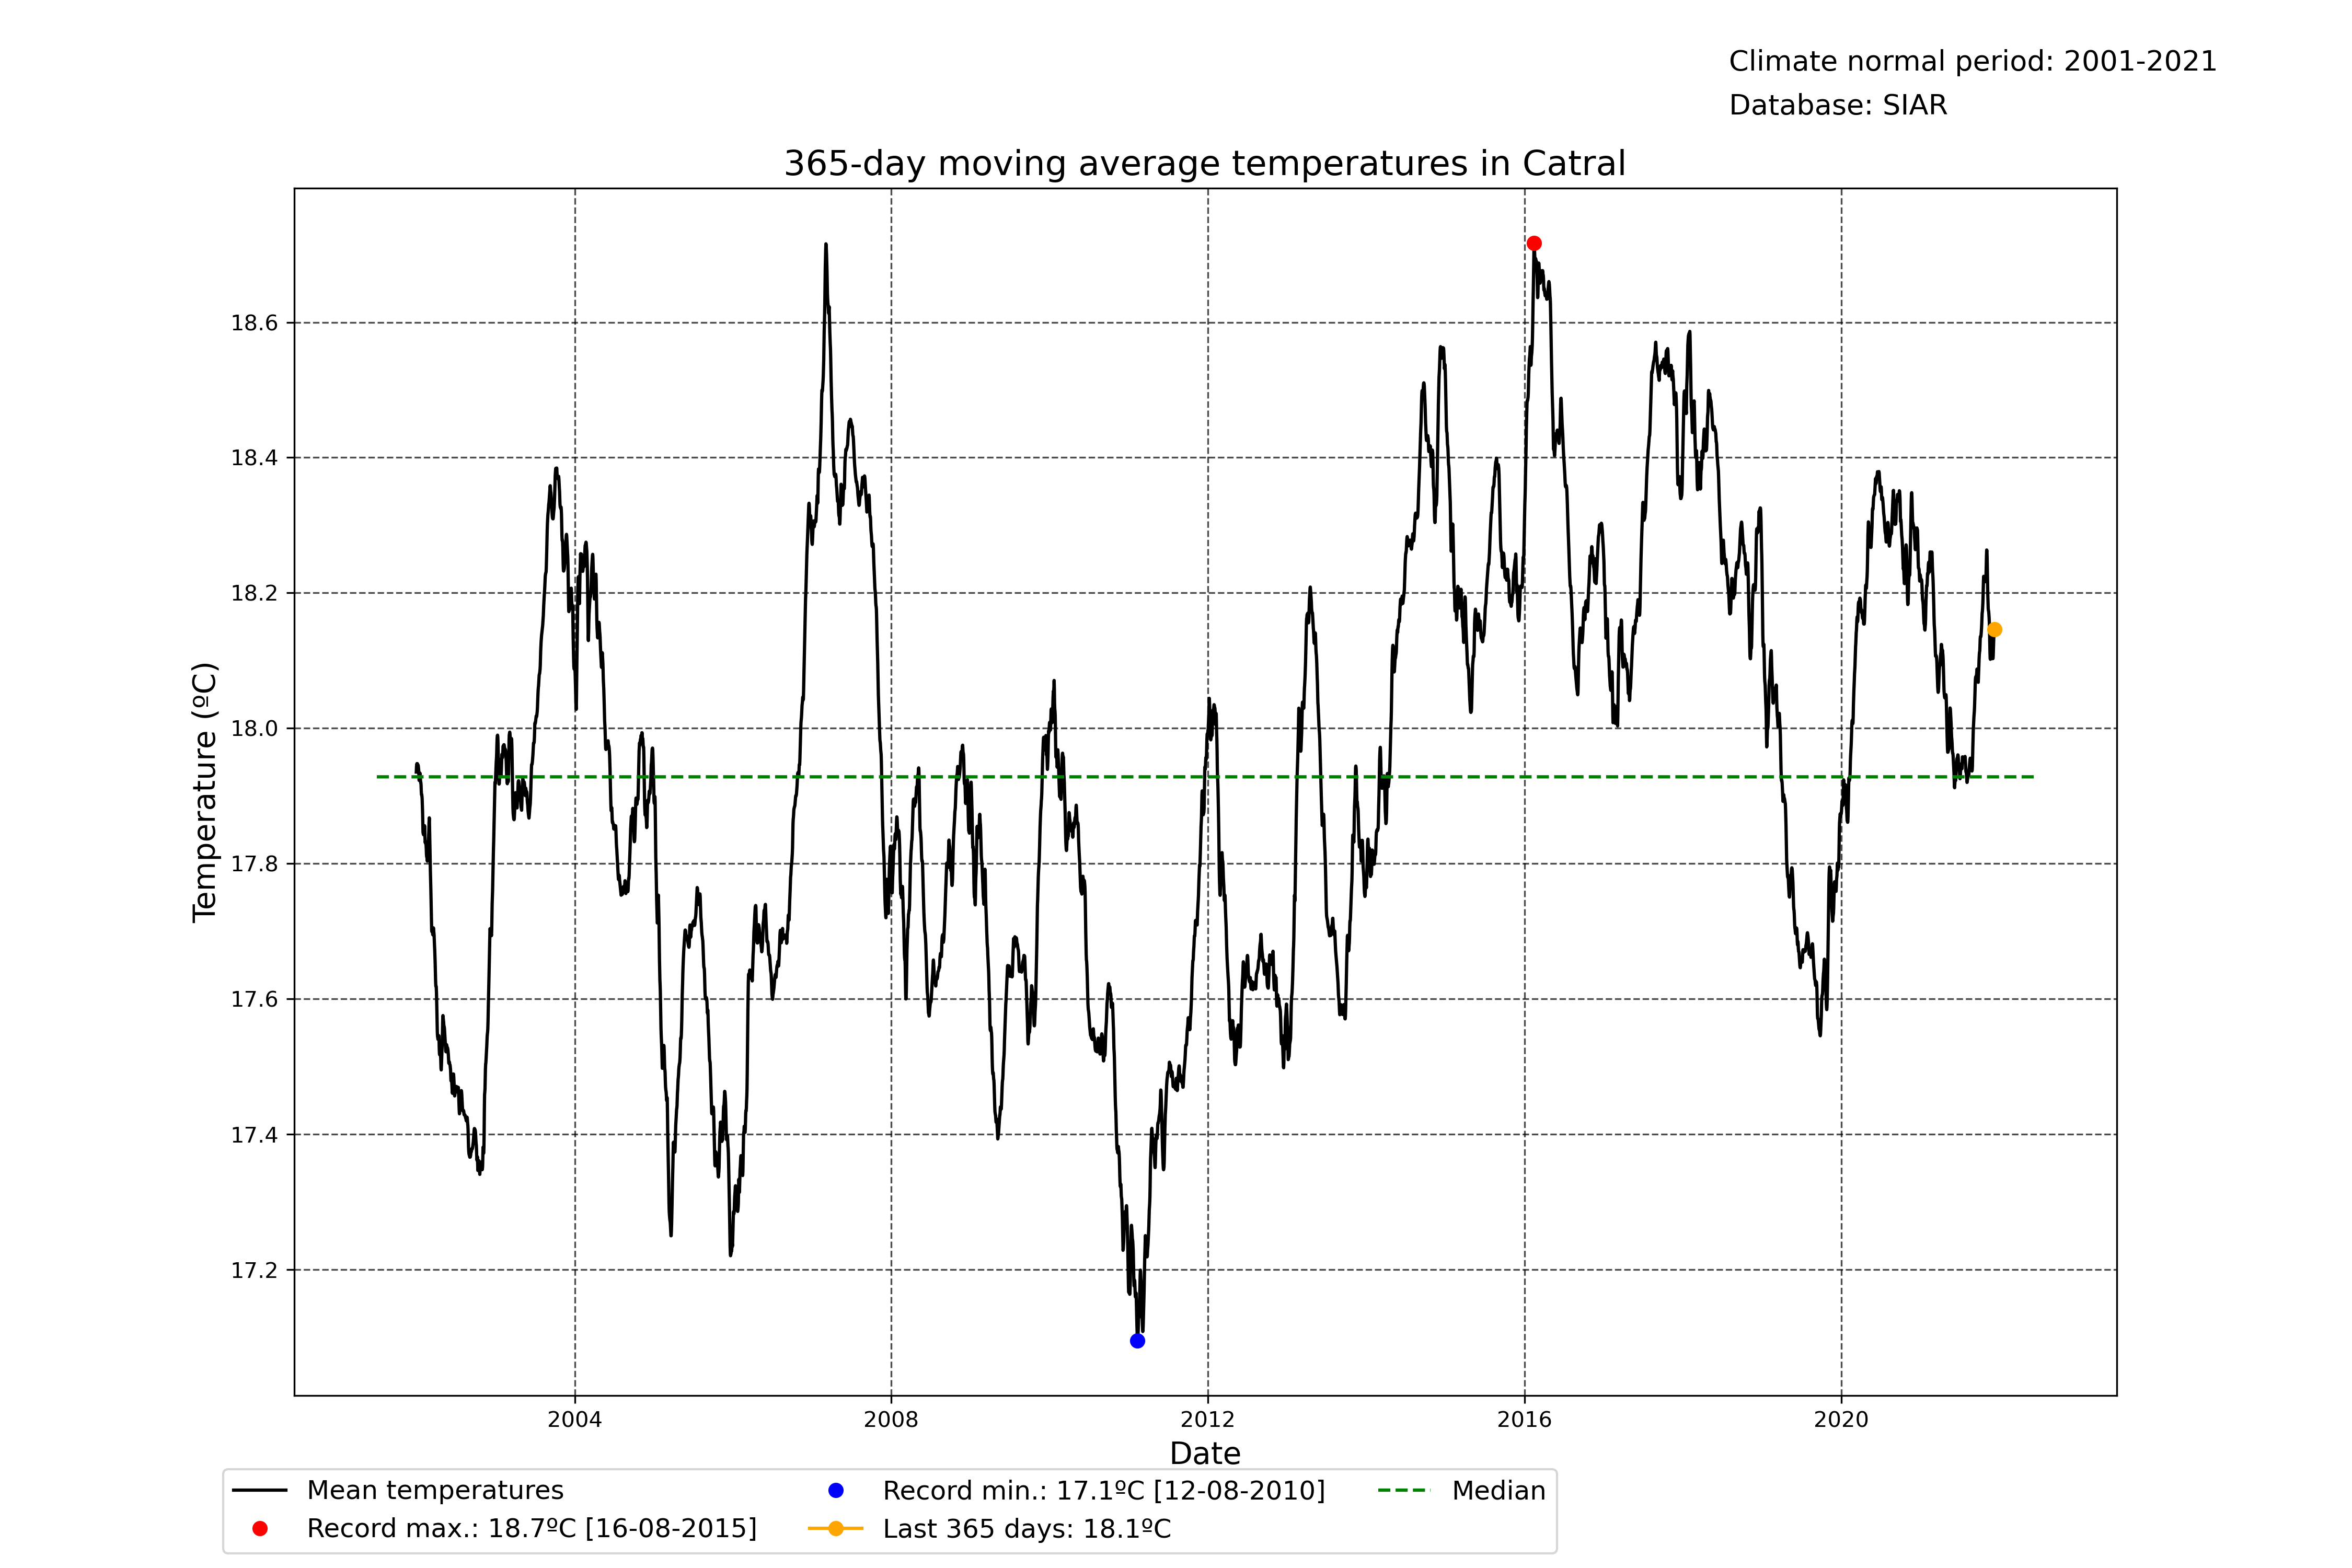 Climate normal period: 2001-2021
Database: SIAR
365-day moving average temperatures in Catral
Temperature (ºC)
18.6
18.4
18.2
18.0
17.8
17.6
17.4
17.2
2004
2008
2012
2016
2020
Date
Mean temperatures
Record max.: 18.7ºC [16-08-2015]
Record min.: 17.1ºC [12-08-2010]
Last 365 days: 18.1ºC
Median